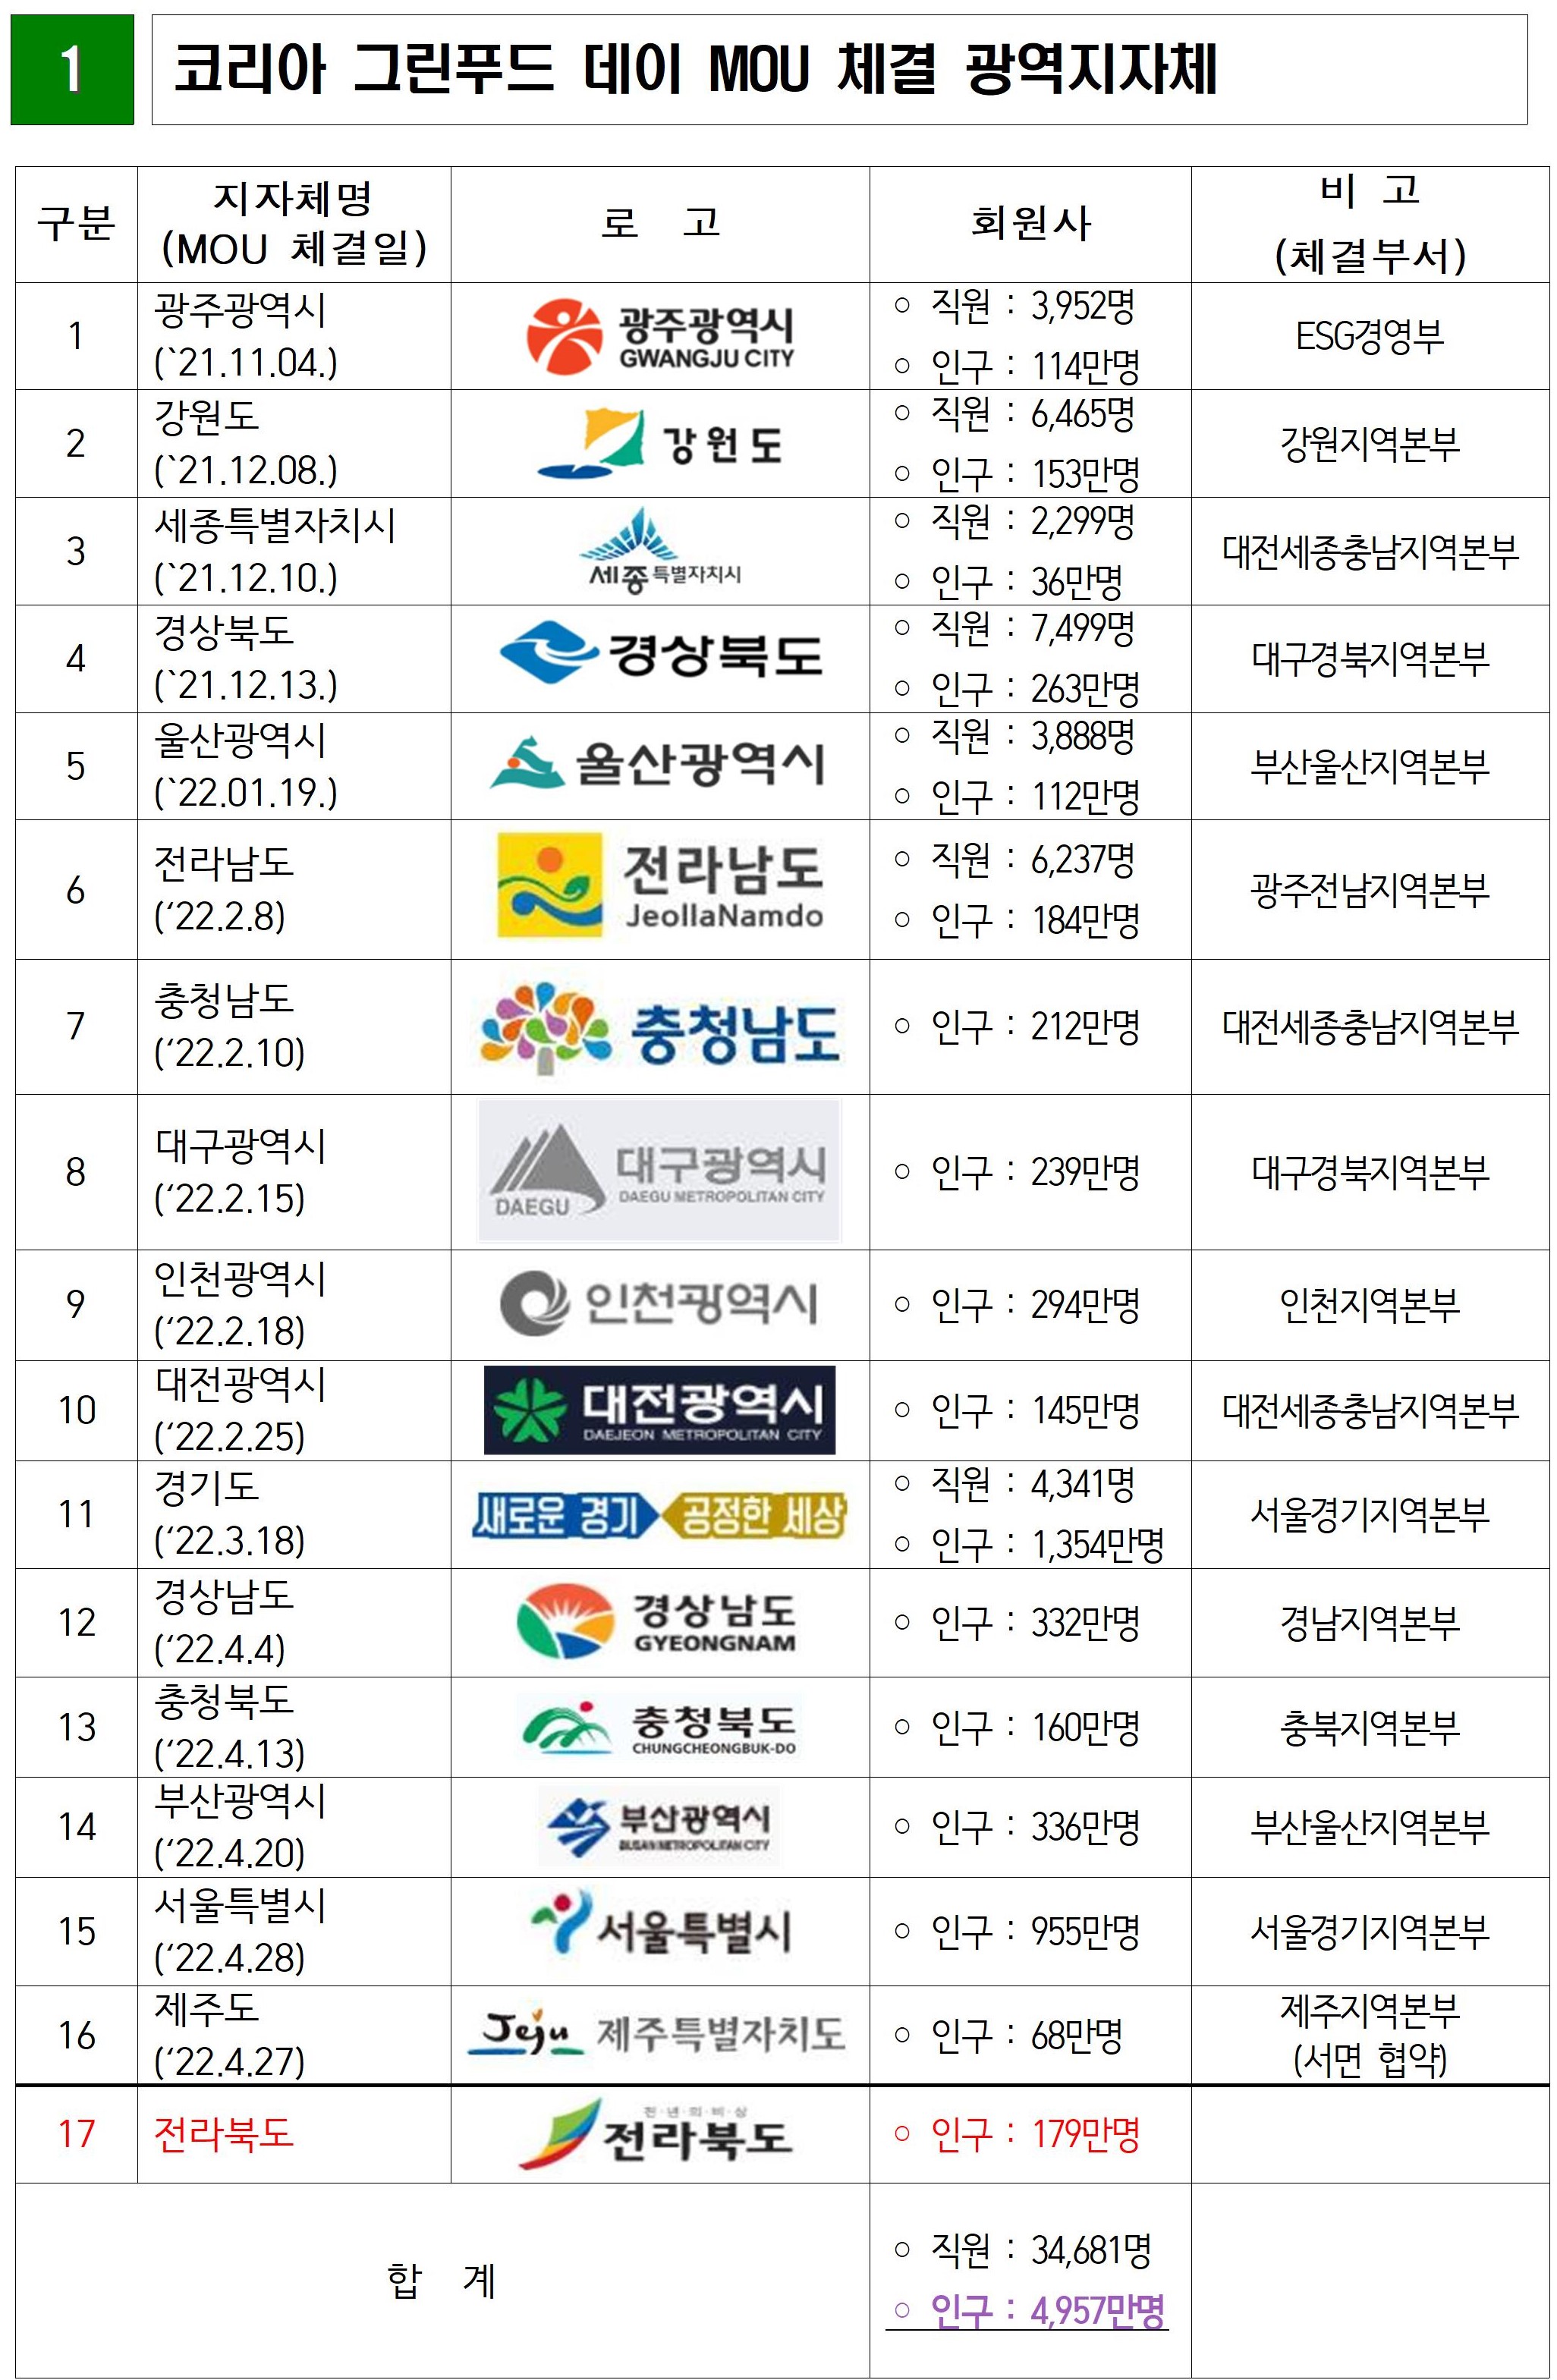 1
코리아 그린푸드 데이 MOU 체결 광역지자체
구분
지자체명
(MOU 체결일)
로 고
회원사
비 고
(체결부서)
1
광주광역시
(`21.11.04.)
광주광역시
GWANGJU CITY
○ 직원 : 3,952명
○ 인구 : 114만명
ESG경영부
2
강원도
(`21.12.08.)
강원도
○ 직원 : 6,465명
○ 인구 : 153만명
강원지역본부
3
세종특별자치시
(`21.12.10.)
세종특별자치시
○ 직원 : 2,299명
○ 인구 : 36만명
대전세종충남지역본부
4
경상북도
(`21.12.13.)
경상북도
○ 직원 : 7,499명
○ 인구 : 263만명
대구경북지역본부
5
울산광역시
(`22.01.19.)
울산광역시
○ 직원 : 3,888명
○ 인구 : 112만명
부산울산지역본부
6
전라남도
(‘22.2.8)
전라남도
JeollaNamdo
○ 직원 : 6,237명
○ 인구 : 184만명
광주전남지역본부
7
충청남도
(‘22.2.10)
충청남도
○ 인구 : 212만명
대전세종충남지역본부
8
대구광역시
(‘22.2.15)
DAEGU
대구광역시
DAEGU METROPOLITAN CITY
○ 인구 : 239만명
대구경북지역본부
9
인천광역시
(‘22.2.18)
인천광역시
○ 인구 : 294만명
인천지역본부
10
대전광역시
(‘22.2.25)
대전광역시
DAEJEON METROPOLITAN CITY
○ 인구 : 145만명
대전세종충남지역본부
11
경기도
(‘22.3.18)
새로운 경기 공정한 세상
○ 직원 : 4,341명
○ 인구 : 1,354만명
서울경기지역본부
12
경상남도
(‘22.4.4)
경상남도
GYEONGNAM
○ 인구 : 332만명
경남지역본부
13
충청북도
(‘22.4.13)
충청북도
CHUNGCHEONGBUK-DO
○ 인구 : 160만명
충북지역본부
14
부산광역시
(‘22.4.20)
부산광역시
BUSAN METROPOLITAN CITY
○ 인구 : 336만명
부산울산지역본부
15
서울특별시
(‘22.4.28)
서울특별시
○ 인구 : 955만명
서울경기지역본부
16
제주도
(‘22.4.27)
Jeju 제주특별자치도
○ 인구 : 68만명
제주지역본부
(서면 협약)
17
전라북도
천·년·의·비·상
전라북도
○ 인구 : 179만명
합 계
○ 직원 : 34,681명
○ 인구 : 4,957만명